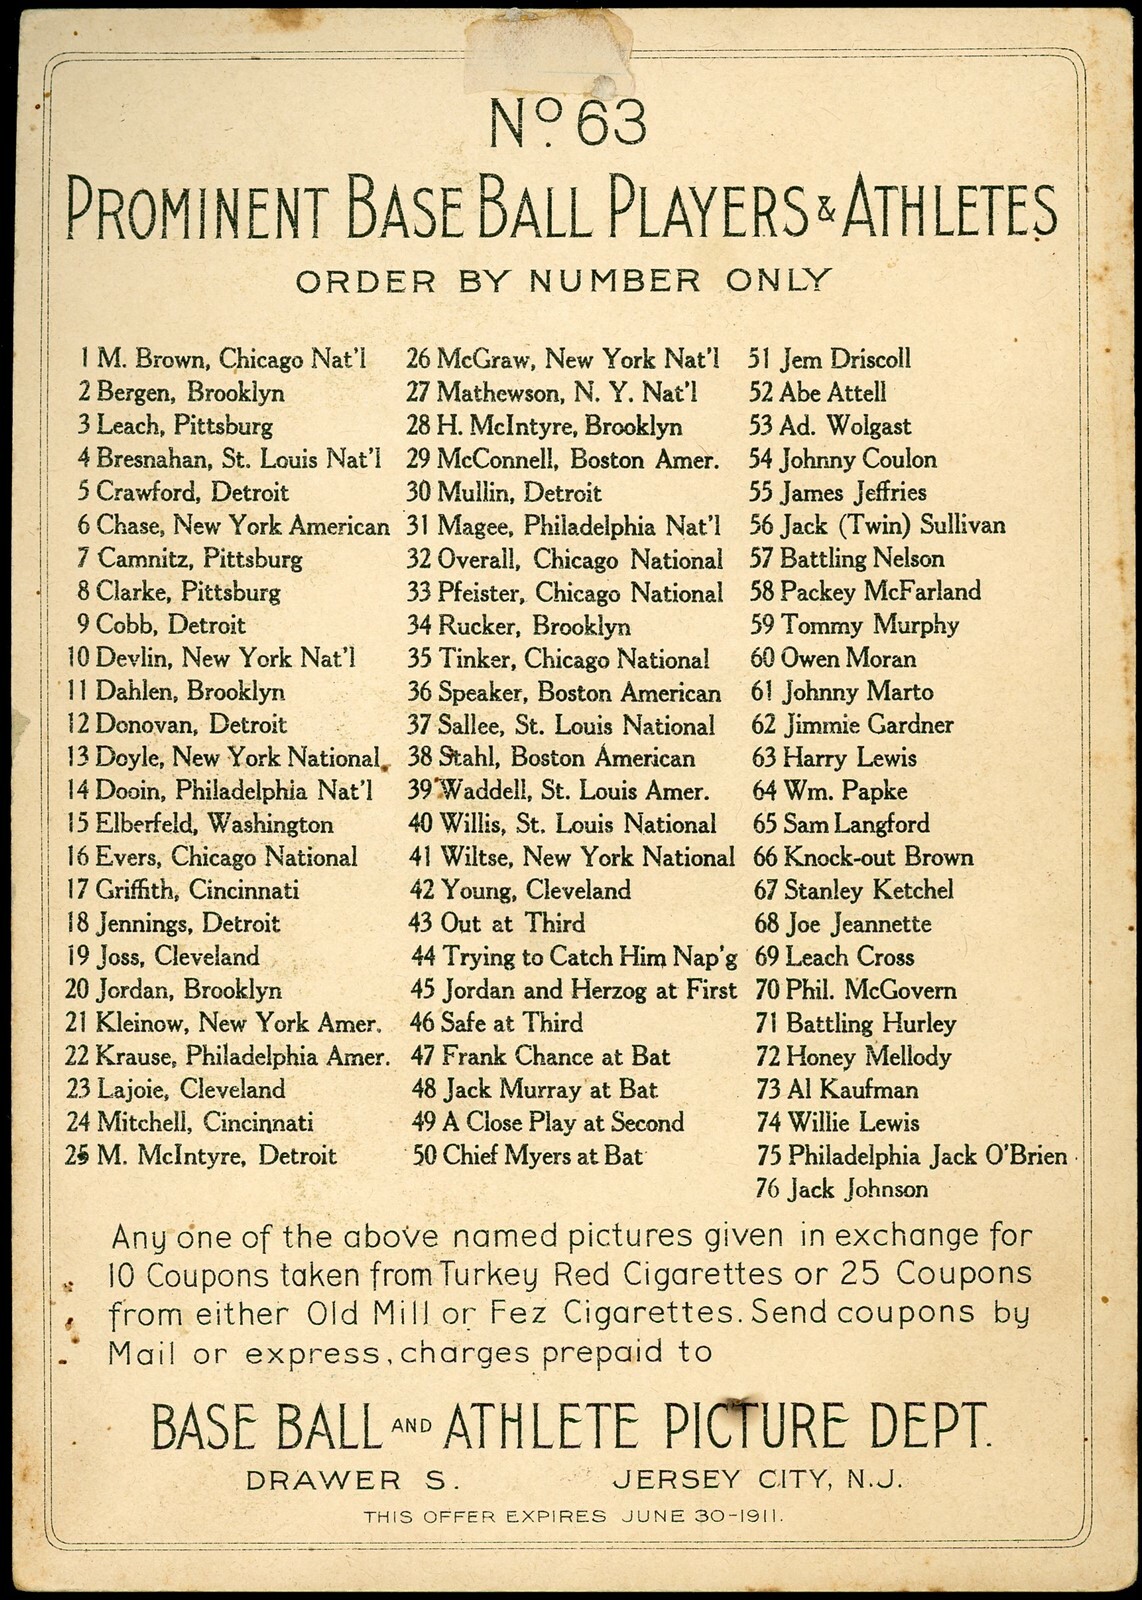 No. 63
PROMINENT BASE BALL PLAYERS & ATHLETES
ORDER BY NUMBER ONLY
1 M. Brown, Chicago Nat'l
2 Bergen, Brooklyn
3 Leach, Pittsburg
4 Bresnahan, St. Louis Nat'l
5 Crawford, Detroit
6 Chase, New York American
7 Camnitz, Pittsburg
8 Clarke, Pittsburg
9 Cobb, Detroit
10 Devlin, New York Nat'l
11 Dahlen, Brooklyn
12 Donovan, Detroit
13 Doyle, New York National
14 Dooin, Philadelphia Nat'l
15 Elberfeld, Washington
16 Evers, Chicago National
17 Griffith, Cincinnati
18 Jennings, Detroit
19 Joss, Cleveland
20 Jordan, Brooklyn
21 Kleinow, New York Amer.
22 Krause, Philadelphia Amer.
23 Lajoie, Cleveland
24 Mitchell, Cincinnati
25 M. McIntyre, Detroit
26 McGraw, New York Nat'l
27 Mathewson, N. Y. Nat'l
28 H. McIntyre, Brooklyn
29 McConnell, Boston Amer.
30 Mullin, Detroit
31 Magee, Philadelphia Nat'l
32 Overall, Chicago National
33 Pfeister, Chicago National
34 Rucker, Brooklyn
35 Tinker, Chicago National
36 Speaker, Boston American
37 Sallee, St. Louis National
38 Stahl, Boston American
39 Waddell, St. Louis Amer.
40 Willis, St. Louis National
41 Wiltse, New York National
42 Young, Cleveland
43 Out at Third
44 Trying to Catch Him Nap'g
45 Jordan and Herzog at First
46 Safe at Third
47 Frank Chance at Bat
48 Jack Murray at Bat
49 A Close Play at Second
50 Chief Myers at Bat
51 Jem Driscoll
52 Abe Attell
53 Ad. Wolgast
54 Johnny Coulon
55 James Jeffries
56 Jack (Twin) Sullivan
57 Battling Nelson
58 Packey McFarland
59 Tommy Murphy
60 Owen Moran
61 Johnny Marto
62 Jimmie Gardner
63 Harry Lewis
64 Wm. Papke
65 Sam Langford
66 Knock-out Brown
67 Stanley Ketchel
68 Joe Jeannette
69 Leach Cross
70 Phil. McGovern
71 Battling Hurley
72 Honey Mellody
73 Al Kaufman
74 Willie Lewis
75 Philadelphia Jack O'Brien
76 Jack Johnson
Any one of the above named pictures given in exchange for
10 Coupons taken from Turkey Red Cigarettes or 25 Coupons
from either Old Mill or Fez Cigarettes. Send coupons by
Mail or express, charges prepaid to
BASE BALL AND ATHLETE PICTURE DEPT.
DRAWER S. JERSEY CITY, N.J.
THIS OFFER EXPIRES JUNE 30-1911.